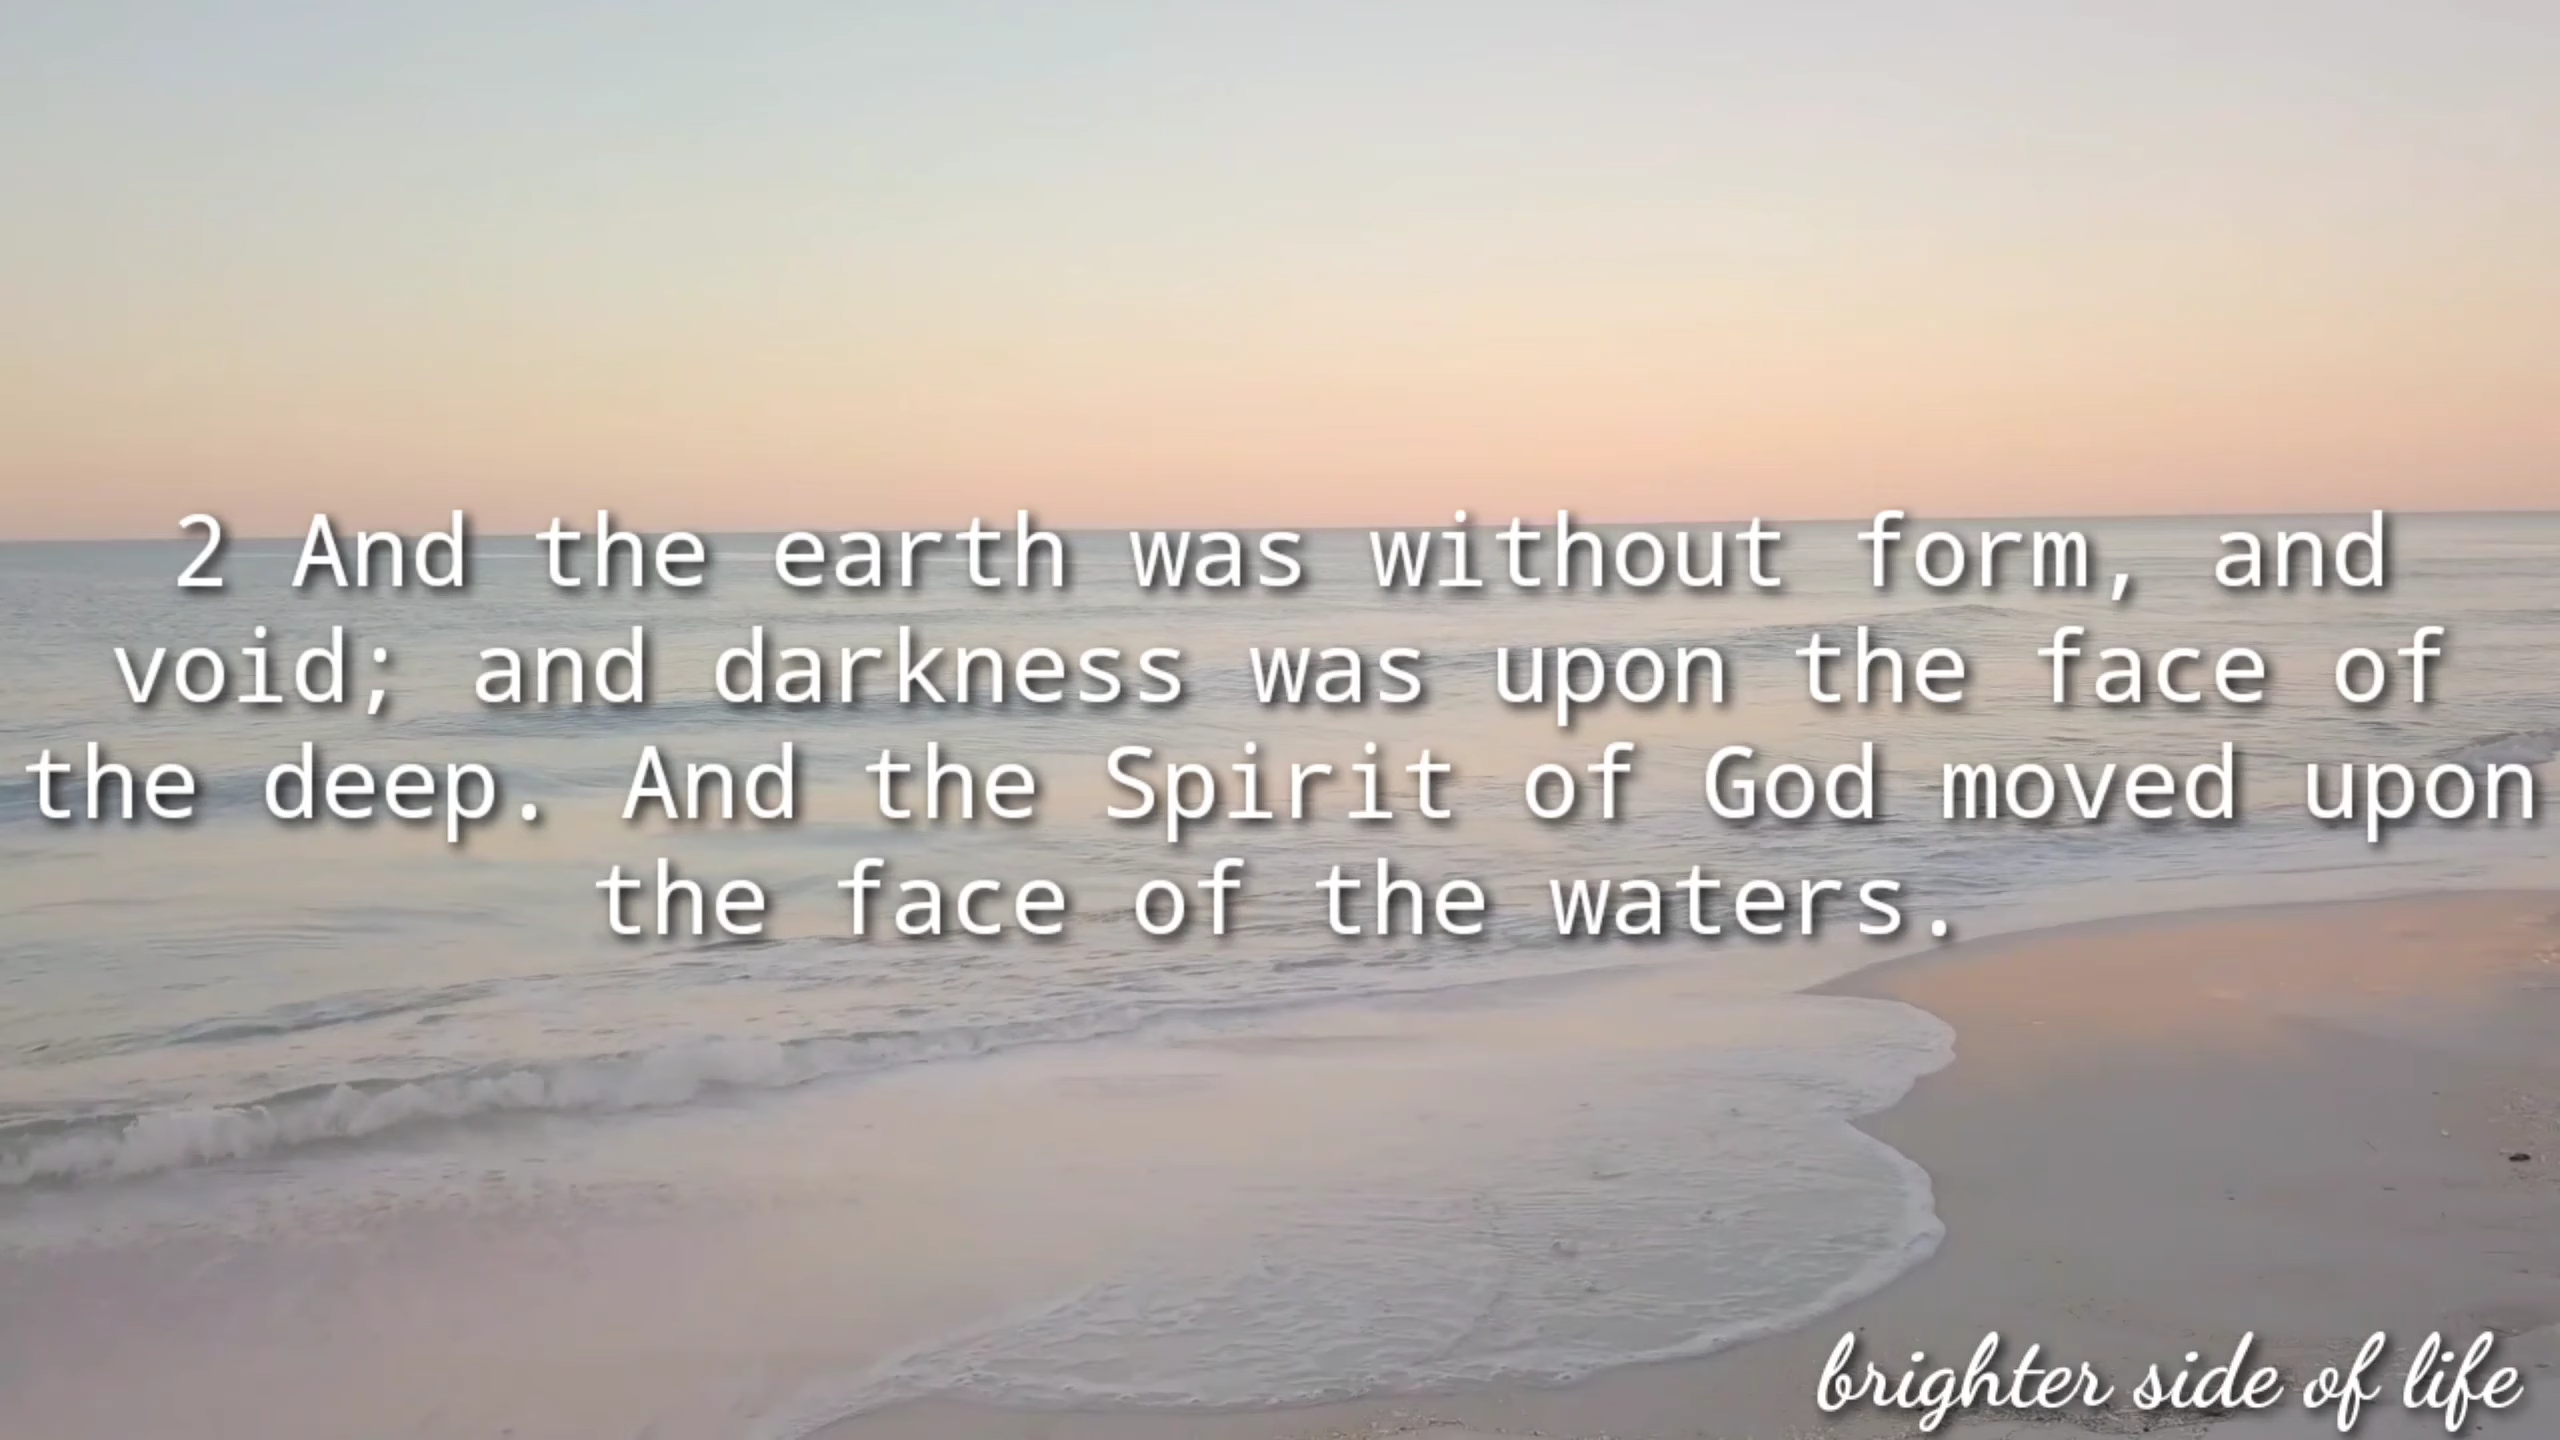 2 And the earth was without form, and
void; and darkness was upon the face of
the deep. And the Spirit of God moved upon
the face of the waters.
brighter side of life